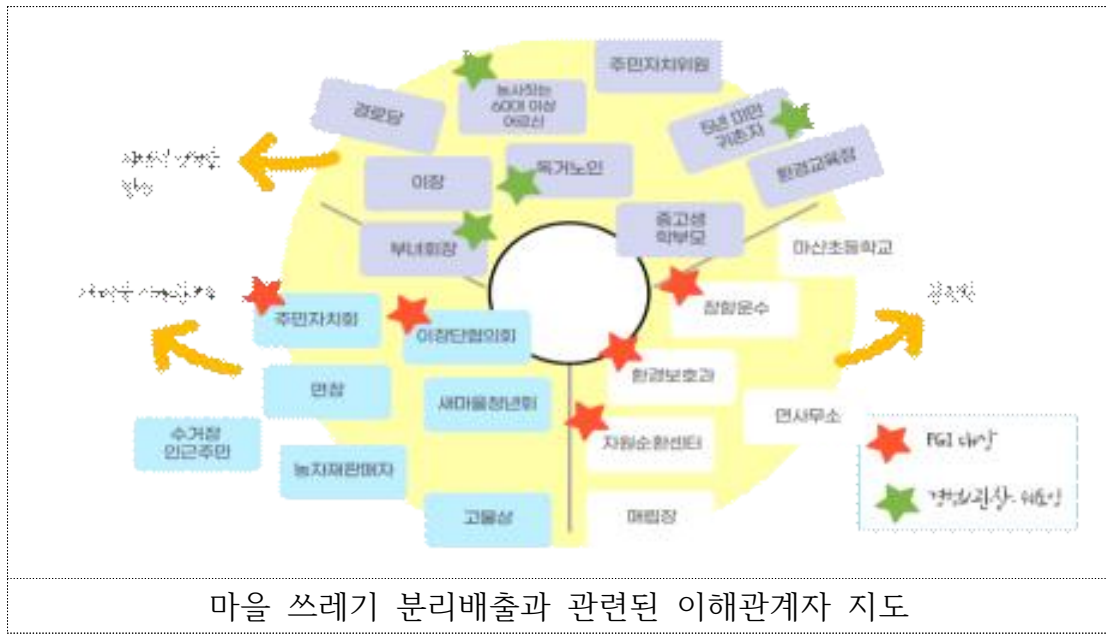 주민자치위원
농사짓는
60대 이상
어르신
경로당
5년 미만
귀촌자
환경교육장
독거노인
이장
중고생
학부모
부녀회장
마산초등학교
장항운수
주민자치회
이장단협의회
환경보호과
면장
새마을청년회
면사무소
수거장
인근주민
자원순환센터
농자재판매자
고물상
매립장
FGI 대상
마을 쓰레기 분리배출과 관련된 이해관계자 지도